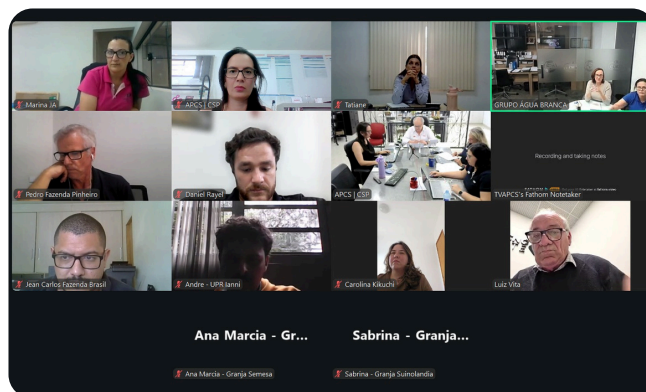 Marina JA
APCS | CSP
Tatiane
GRUPO ÁGUA BRANCA
Pedro Fazenda Pinheiro
Daniel Rayel
APCS | CSP
Recording and taking notes
TVAPCS's Fathom Notetaker
Jean Carlos Fazenda Brasil
Andre - UPR Ianni
Carolina Kikuchi
Luiz Vita
Ana Marcia - Gr...
Sabrina - Granja...
Ana Marcia - Granja Semesa
Sabrina - Granja Suinolandia